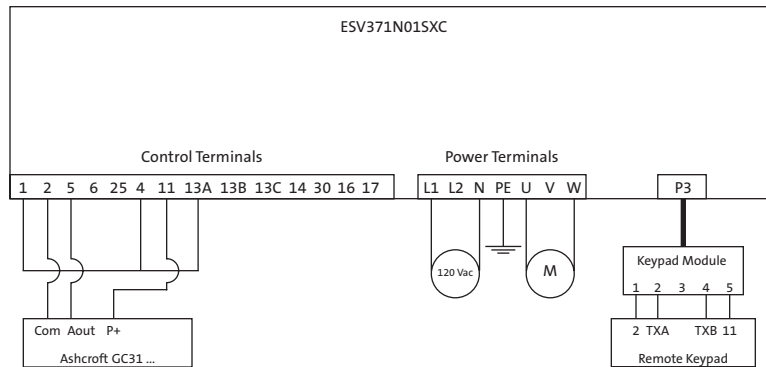 ESV371N01SXC
Control Terminals
Power Terminals
1 2 5 6 25 4 11 13A 13B 13C 14 30 16 17
L1 L2 N PE U V W
P3
120 Vac
M
Keypad Module
1 2 3 4 5
Com Aout P+
Ashcroft GC31 ...
2 TXA TXB 11
Remote Keypad